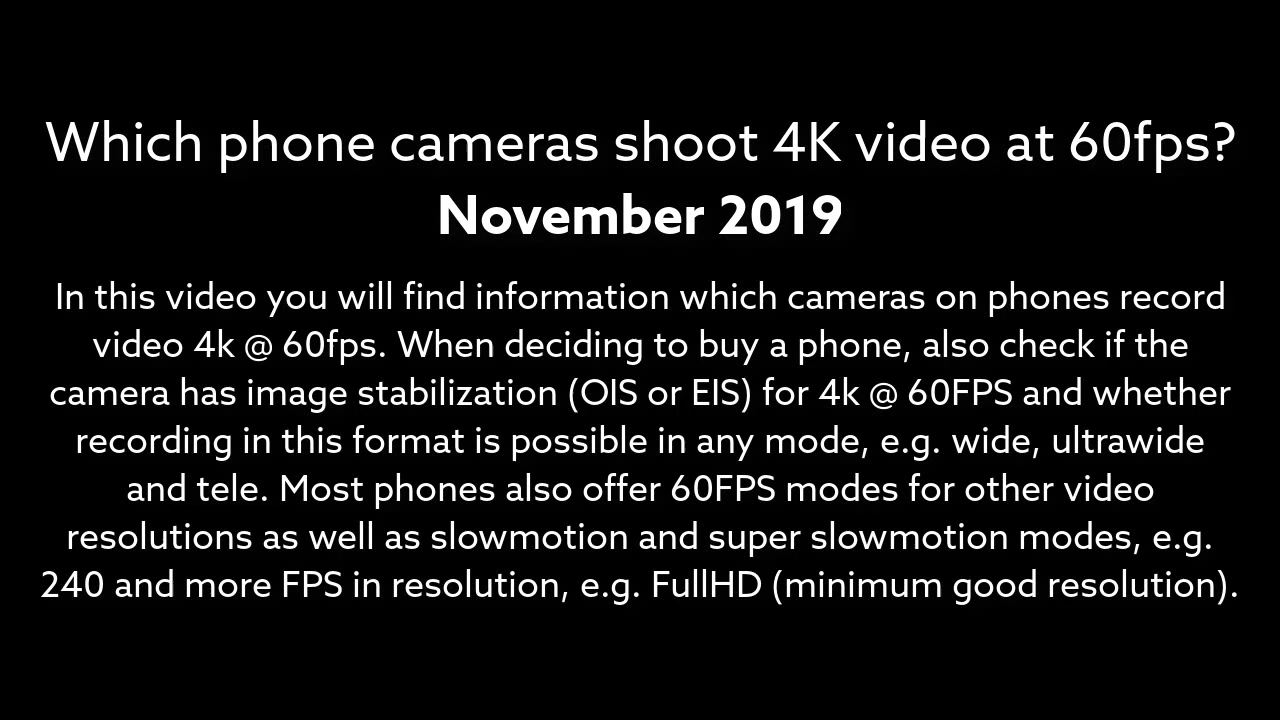 Which phone cameras shoot 4K video at 60fps?
November 2019
In this video you will find information which cameras on phones record
video 4k @ 60fps. When deciding to buy a phone, also check if the
camera has image stabilization (OIS or EIS) for 4k @ 60FPS and whether
recording in this format is possible in any mode, e.g. wide, ultrawide
and tele. Most phones also offer 60FPS modes for other video
resolutions as well as slowmotion and super slowmotion modes, e.g.
240 and more FPS in resolution, e.g. FullHD (minimum good resolution).